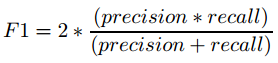 F1 = 2 * (precision * recall) / (precision + recall)